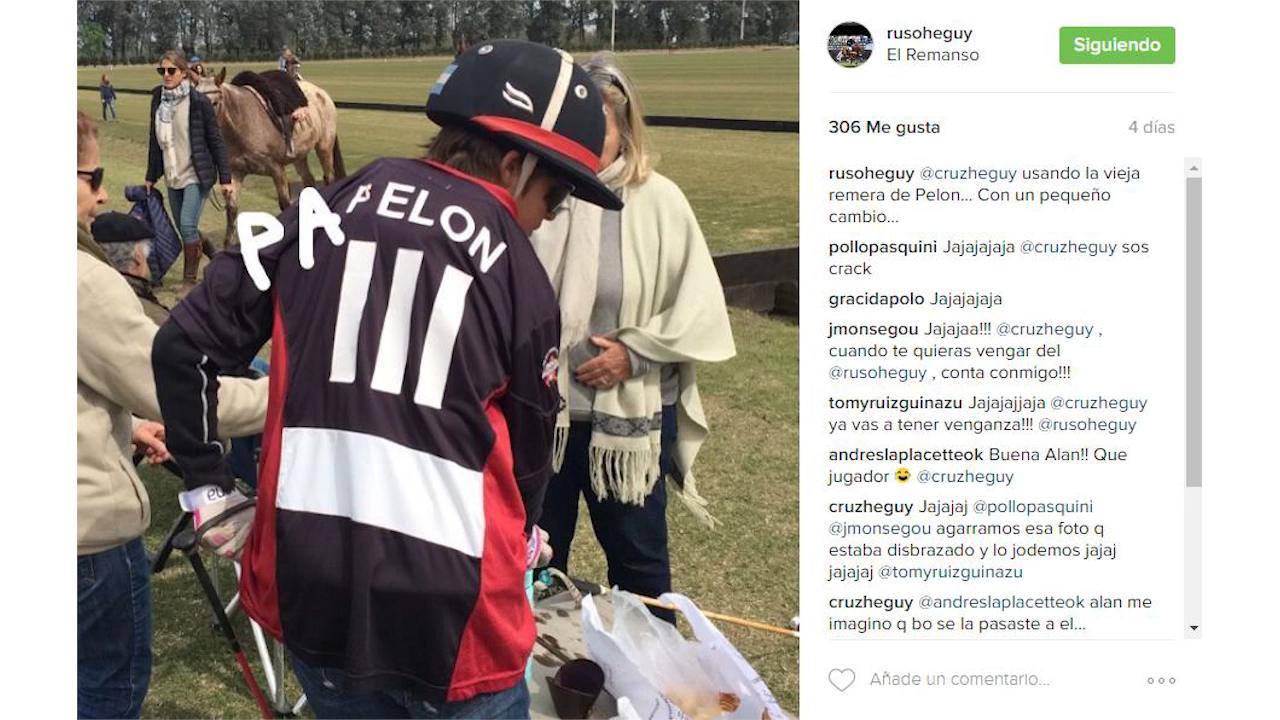 rusoheguy
El Remanso
Siguiendo
306 Me gusta
4 días
rusoheguy @cruzheguy usando la vieja
remera de Pelon... Con un pequeño
cambio...
pollopasquini Jajajajaja @cruzheguy sos
crack
gracidapolo Jajajajaja
jmonsegou Jajajaa!!! @cruzheguy ,
cuando te quieras vengar del
@rusoheguy , conta conmigo!!!
tomyruizguinazu Jajajajjaja @cruzheguy
ya vas a tener venganza!!! @rusoheguy
andreslaplacetteok Buena Alan!! Que
jugador 😂 @cruzheguy
cruzheguy Jajajaj @pollopasquini
@jmonsegou agarramos esa foto q
estaba disbrazado y lo jodemos jajaj
jajajaj @tomyruizguinazu
cruzheguy @andreslaplacetteok alan me
imagino q bo se la pasaste a el...
Añade un comentario...
PA PELON
III